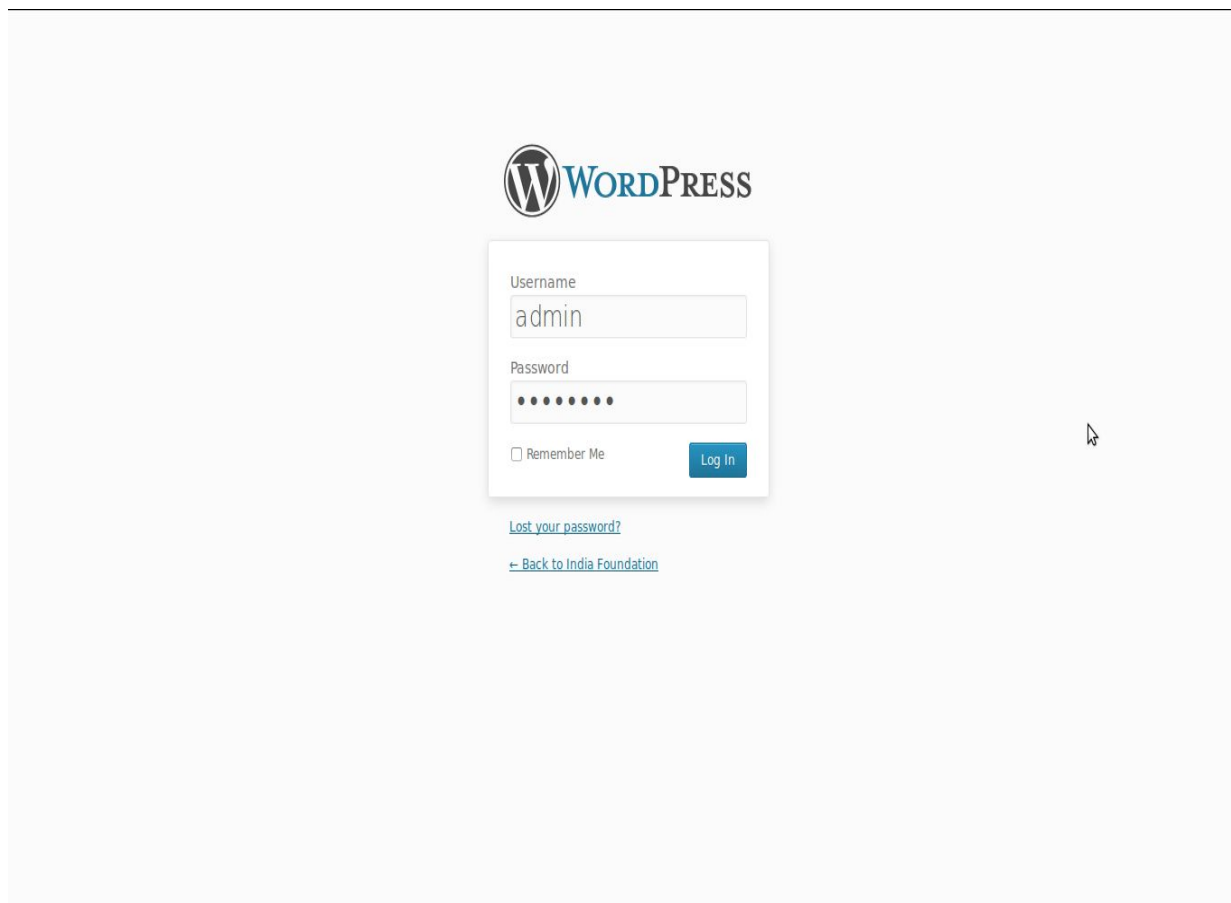 WORDPRESS
Username
admin
Password
••••••••
Remember Me
Log In
Lost your password?
← Back to India Foundation